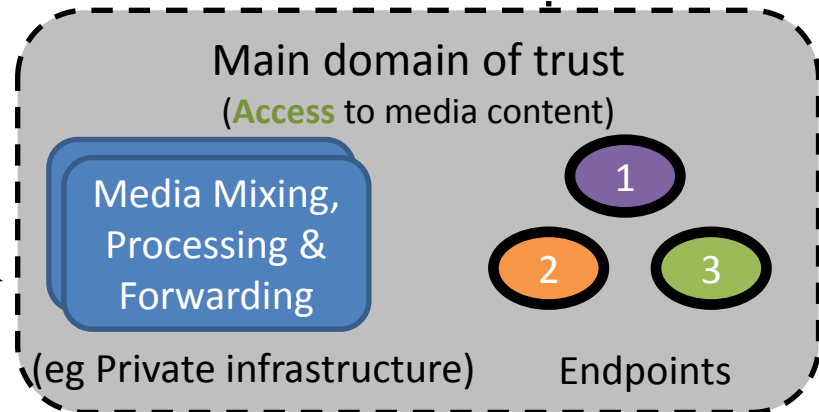 Main domain of trust
(Access to media content)
Media Mixing,
Processing &
Forwarding
1
2
3
(eg Private infrastructure)
Endpoints